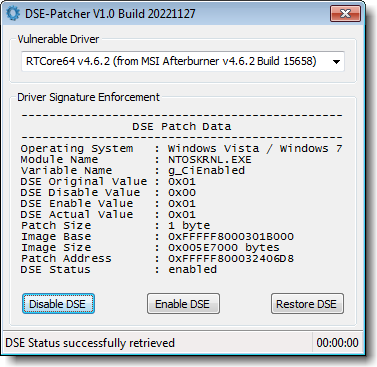 DSE-Patcher V1.0 Build 20221127
Vulnerable Driver
RTCore64 v4.6.2 (from MSI Afterburner v4.6.2 Build 15658)
Driver Signature Enforcement
--------------------------------------------------
DSE Patch Data
--------------------------------------------------
Operating System : Windows Vista / Windows 7
Module Name : NTOSKRNL.EXE
Variable Name : g_CiEnabled
DSE Original Value : 0x01
DSE Disable Value : 0x00
DSE Enable Value : 0x01
DSE Actual Value : 0x01
Patch Size : 1 byte
Image Base : 0xFFFFF8000301B000
Image Size : 0x005E7000 bytes
Patch Address : 0xFFFFF800032406D8
DSE Status : enabled
Disable DSE Enable DSE Restore DSE
DSE Status successfully retrieved 00:00:00